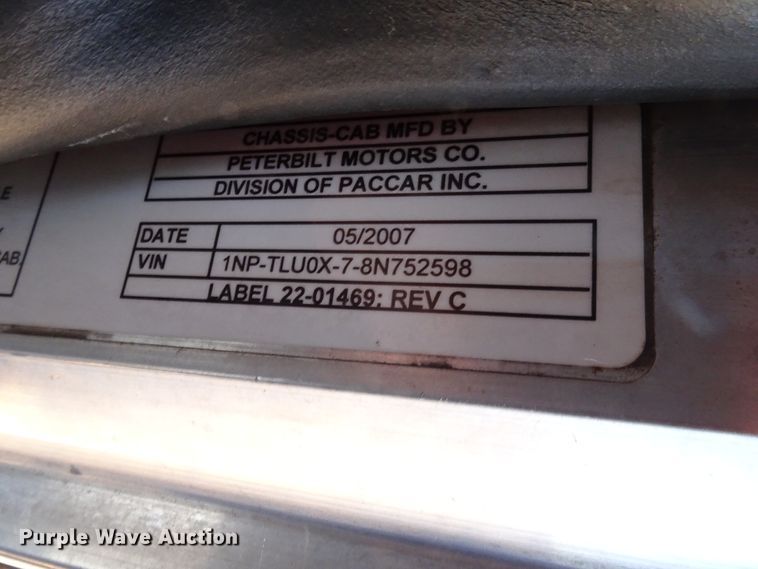 CHASSIS-CAB MFD BY
PETERBILT MOTORS CO.
DIVISION OF PACCAR INC.
DATE 05/2007
VIN 1NP-TLU0X-7-8N752598
LABEL 22-01469: REV C
Purple Wave Auction